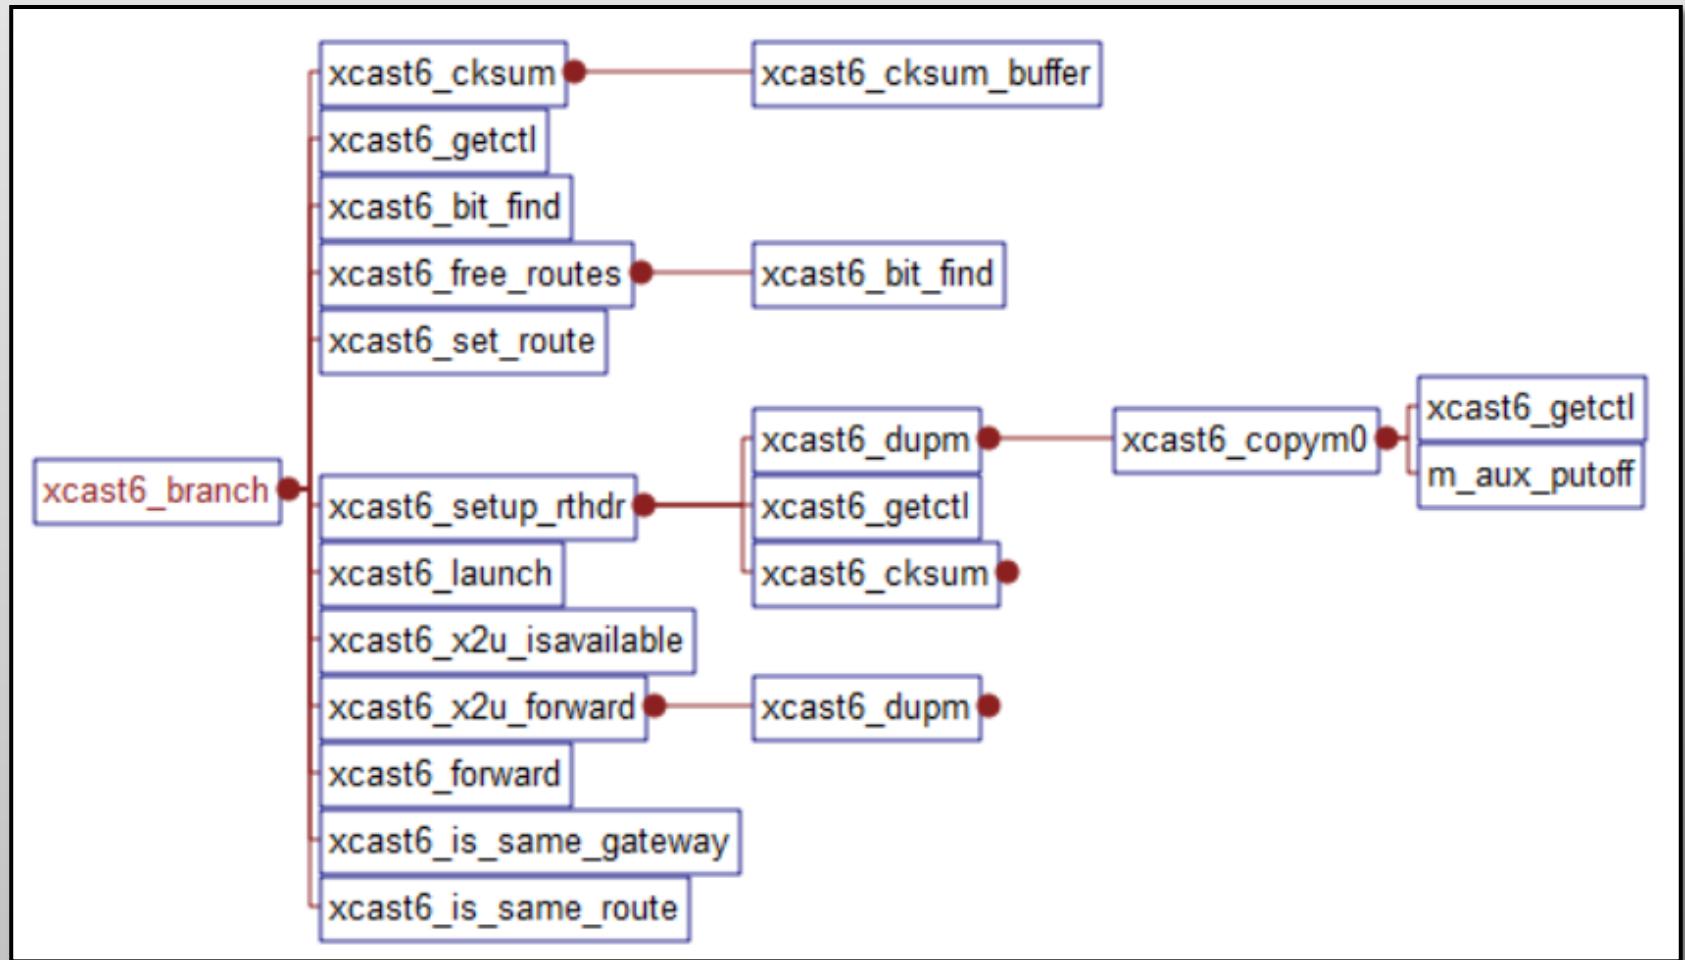 xcast6_cksum
xcast6_cksum_buffer
xcast6_getctl
xcast6_bit_find
xcast6_free_routes
xcast6_bit_find
xcast6_set_route
xcast6_getctl
xcast6_dupm
xcast6_copym0
m_aux_putoff
xcast6_branch
xcast6_setup_rthdr
xcast6_getctl
xcast6_launch
xcast6_cksum
xcast6_x2u_isavailable
xcast6_x2u_forward
xcast6_dupm
xcast6_forward
xcast6_is_same_gateway
xcast6_is_same_route